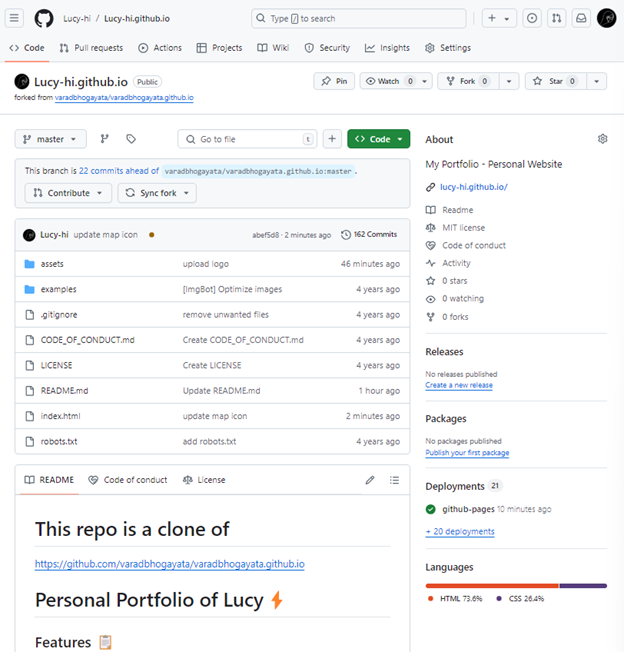 Lucy-hi / Lucy-hi.github.io
Type / to search
Code Pull requests Actions Projects Wiki Security Insights Settings
Lucy-hi.github.io Public
forked from varadbhogayata/varadbhogayata.github.io
Pin Watch 0 Fork 0 Star 0
master Go to file t + Code
This branch is 22 commits ahead of varadbhogayata/varadbhogayata.github.io:master.
Contribute Sync fork
Lucy-hi update map icon abef5d8 · 2 minutes ago 162 Commits
assets upload logo 46 minutes ago
examples [ImgBot] Optimize images 4 years ago
.gitignore remove unwanted files 4 years ago
CODE_OF_CONDUCT.md Create CODE_OF_CONDUCT.md 4 years ago
LICENSE Create LICENSE 4 years ago
README.md Update README.md 1 hour ago
index.html update map icon 2 minutes ago
robots.txt add robots.txt 4 years ago
README Code of conduct License
This repo is a clone of
https://github.com/varadbhogayata/varadbhogayata.github.io
Personal Portfolio of Lucy ⚡
Features 📋
About
My Portfolio - Personal Website
lucy-hi.github.io/
Readme
MIT license
Code of conduct
Activity
0 stars
0 watching
0 forks
Releases
No releases published
Create a new release
Packages
No packages published
Publish your first package
Deployments 21
github-pages 10 minutes ago
+ 20 deployments
Languages
HTML 73.6% CSS 26.4%